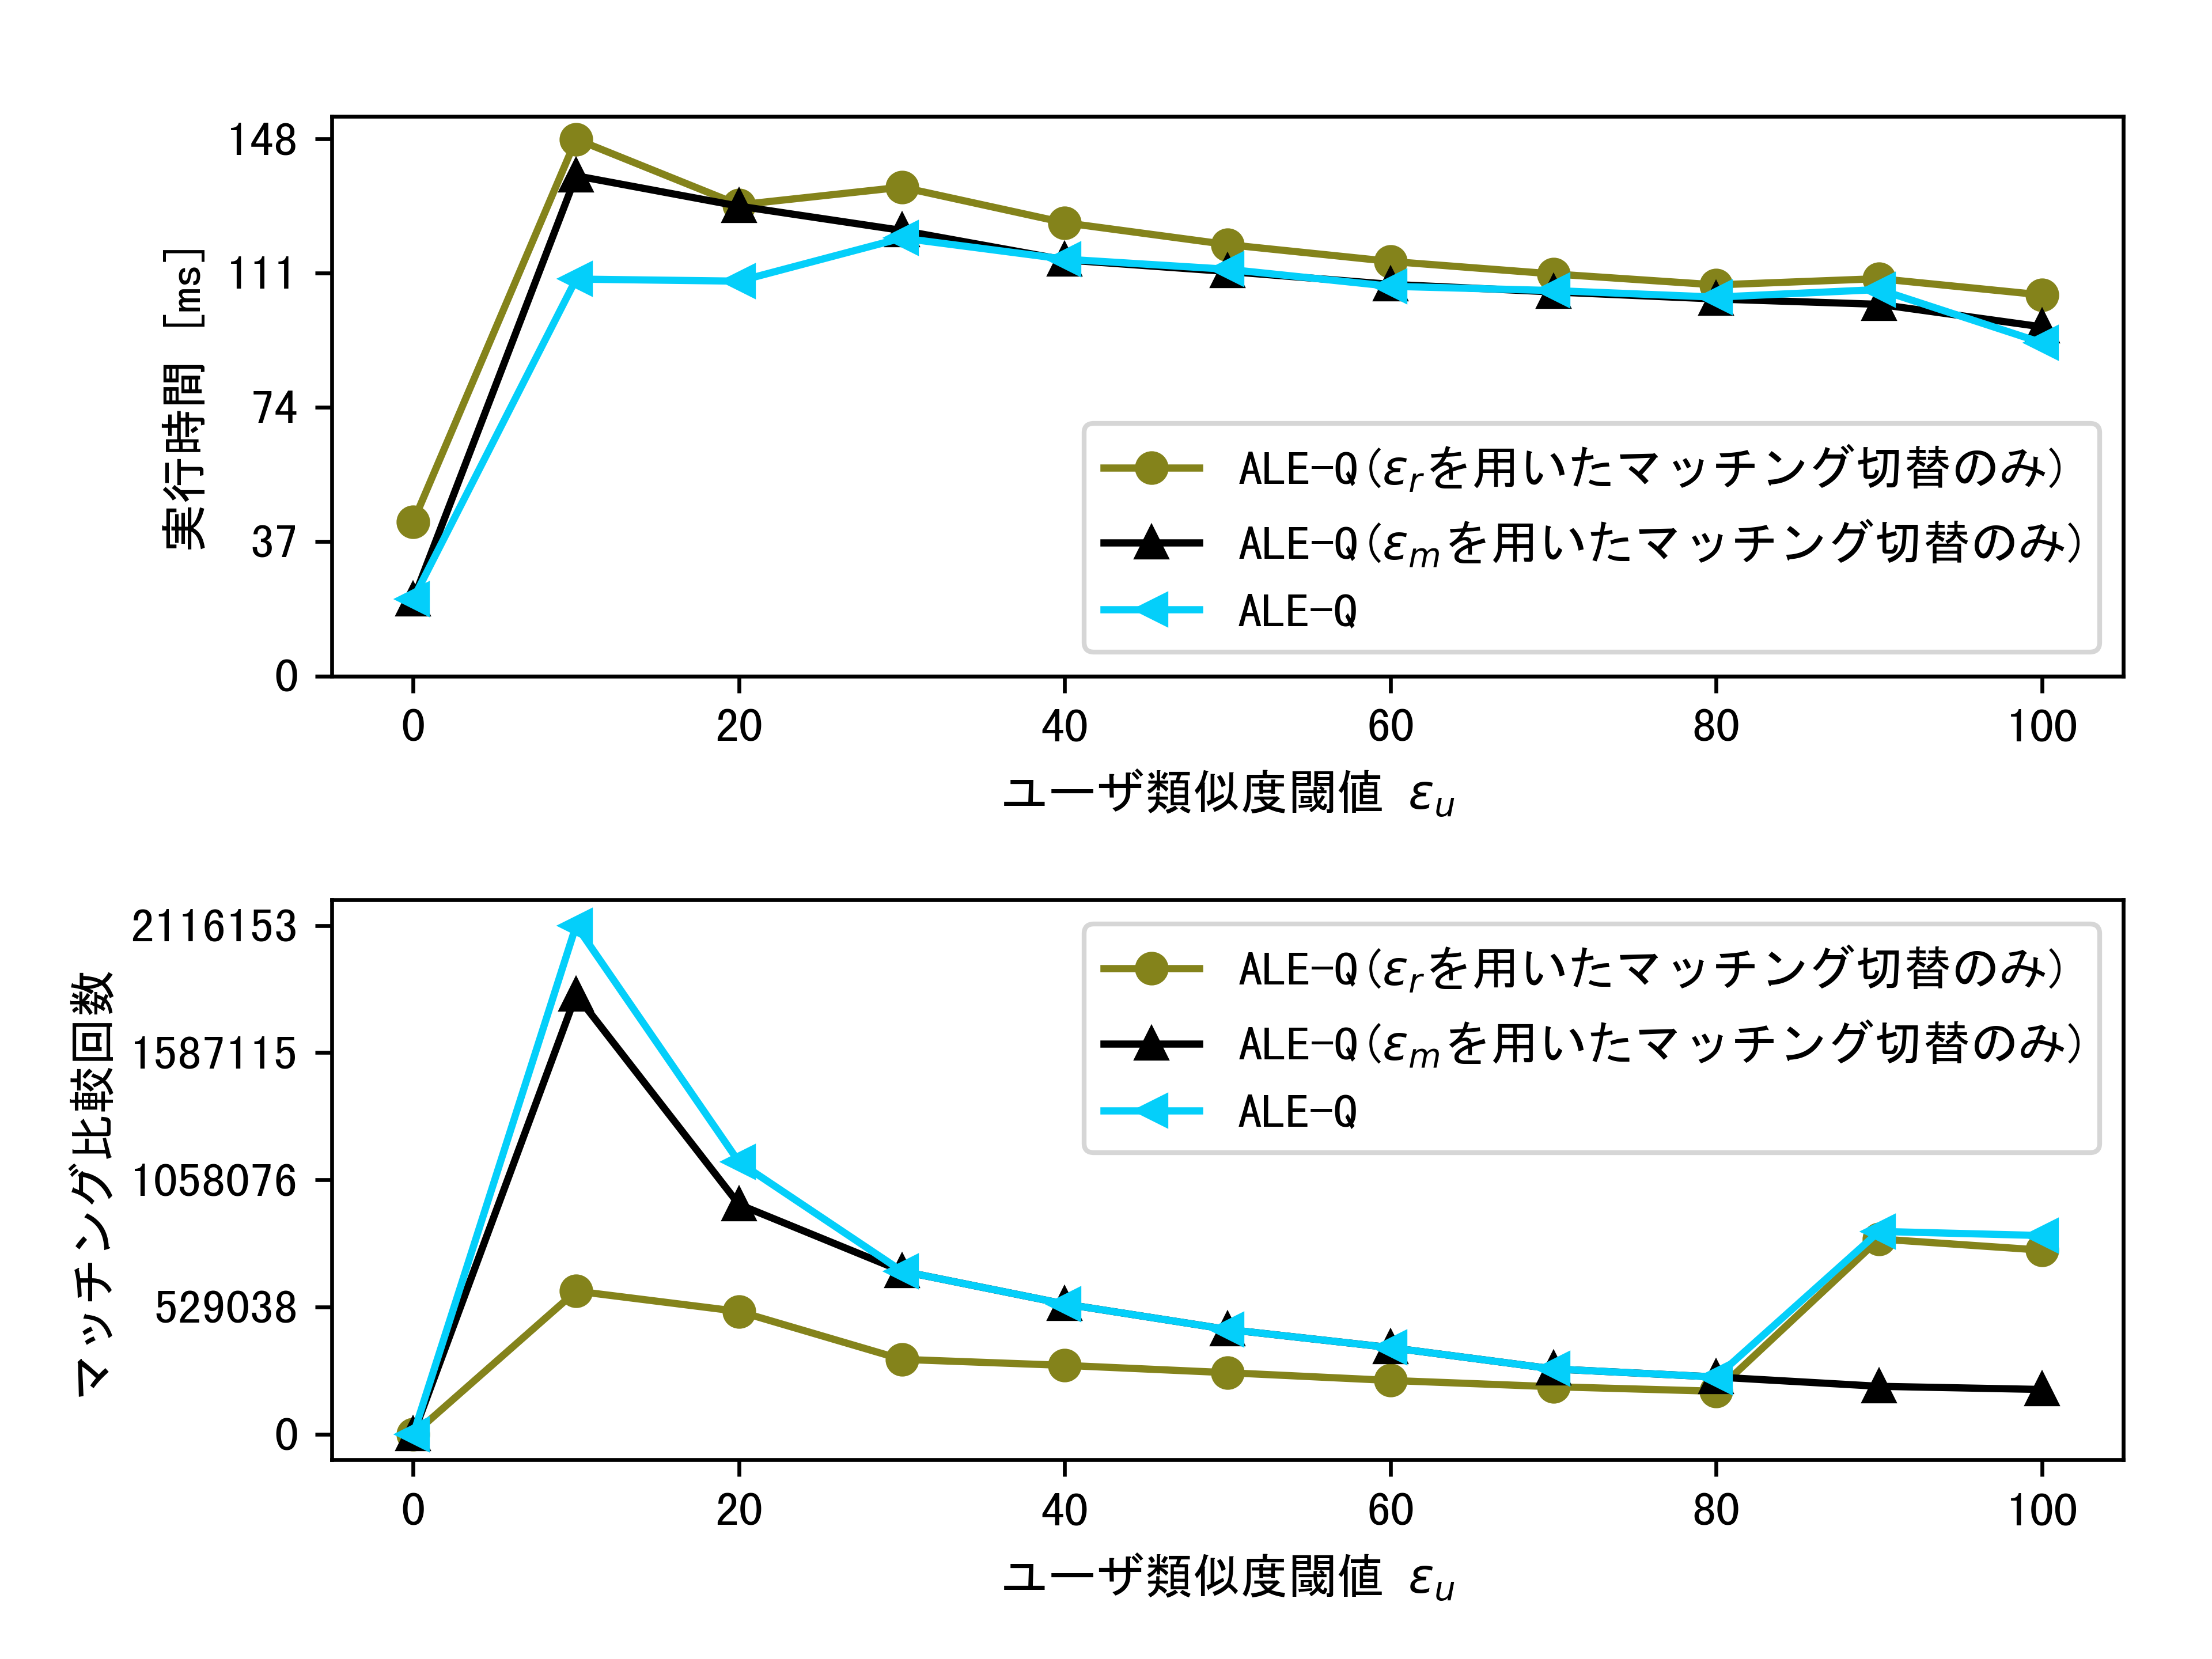 148
111
74
37
0
実行時間 [ms]
ALE-Q(εrを用いたマッチング切替のみ)
ALE-Q(εmを用いたマッチング切替のみ)
ALE-Q
0 20 40 60 80 100
ユーザ類似度閾値 εu
2116153
1587115
1058076
529038
0
マッチング比較回数
ALE-Q(εrを用いたマッチング切替のみ)
ALE-Q(εmを用いたマッチング切替のみ)
ALE-Q
0 20 40 60 80 100
ユーザ類似度閾値 εu